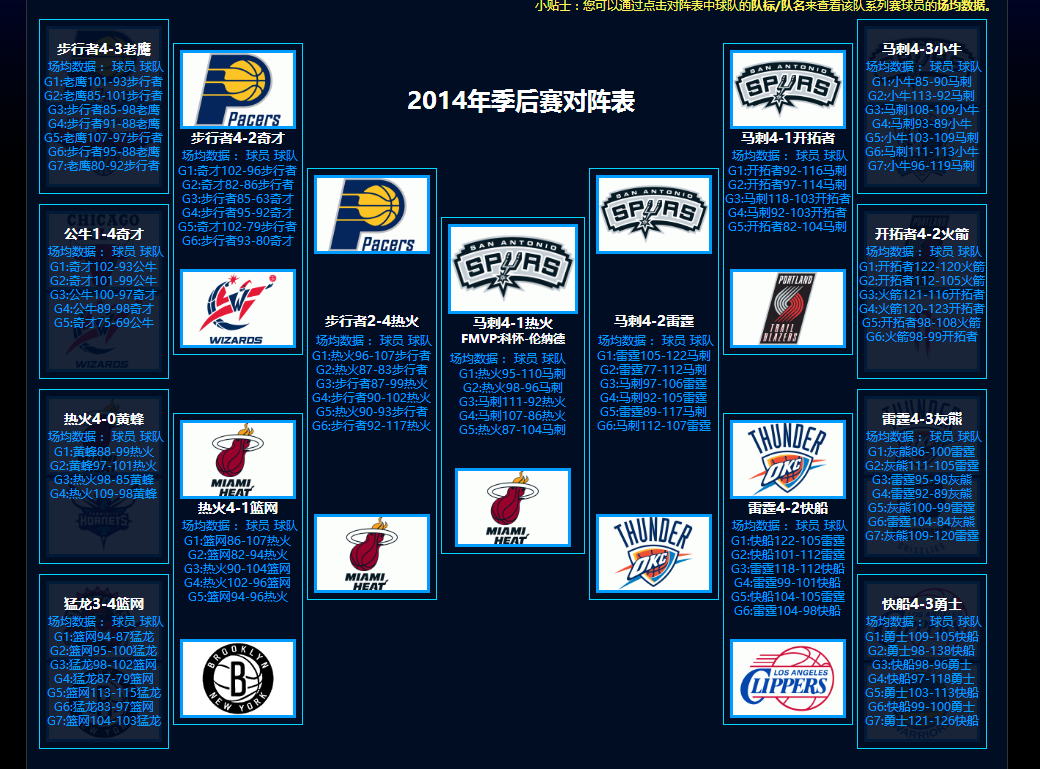 小贴士：您可以通过点击对阵表中球队的队标/队名来查看该队系列赛球员的场均数据。
2014年季后赛对阵表
步行者4-3老鹰
场均数据： 球员 球队
G1:老鹰101-93步行者
G2:老鹰85-101步行者
G3:步行者85-98老鹰
G4:步行者91-88老鹰
G5:老鹰107-97步行者
G6:步行者95-88老鹰
G7:老鹰80-92步行者
CHICAGO
公牛1-4奇才
场均数据： 球员 球队
G1:奇才102-93公牛
G2:奇才101-99公牛
G3:公牛100-97奇才
G4:公牛89-98奇才
G5:奇才75-69公牛
WIZARDS
热火4-0黄蜂
场均数据： 球员 球队
G1:黄蜂88-99热火
G2:黄蜂97-101热火
G3:热火98-85黄蜂
G4:热火109-98黄蜂
HORNETS
猛龙3-4篮网
场均数据： 球员 球队
G1:篮网94-87猛龙
G2:篮网95-100猛龙
G3:猛龙98-102篮网
G4:猛龙87-79篮网
G5:篮网113-115猛龙
G6:猛龙83-97篮网
G7:篮网104-103猛龙
Pacers
步行者4-2奇才
场均数据： 球员 球队
G1:奇才102-96步行者
G2:奇才82-86步行者
G3:步行者85-63奇才
G4:步行者95-92奇才
G5:奇才102-79步行者
G6:步行者93-80奇才
WIZARDS
MIAMI
HEAT
热火4-1篮网
场均数据： 球员 球队
G1:篮网86-107热火
G2:篮网82-94热火
G3:热火90-104篮网
G4:热火102-96篮网
G5:篮网94-96热火
BROOKLYN
B
NEW YORK
Pacers
步行者2-4热火
场均数据： 球员 球队
G1:热火96-107步行者
G2:热火87-83步行者
G3:步行者87-99热火
G4:步行者90-102热火
G5:热火90-93步行者
G6:步行者92-117热火
MIAMI
HEAT
SAN ANTONIO
SPURS
马刺4-1热火
FMVP:科怀-伦纳德
场均数据： 球员 球队
G1:热火95-110马刺
G2:热火98-96马刺
G3:马刺111-92热火
G4:马刺107-86热火
G5:热火87-104马刺
MIAMI
HEAT
SAN ANTONIO
SPURS
马刺4-2雷霆
场均数据： 球员 球队
G1:雷霆105-122马刺
G2:雷霆77-112马刺
G3:马刺97-106雷霆
G4:马刺92-105雷霆
G5:雷霆89-117马刺
G6:马刺112-107雷霆
THUNDER
OKC
SAN ANTONIO
SPURS
马刺4-1开拓者
场均数据： 球员 球队
G1:开拓者92-116马刺
G2:开拓者97-114马刺
G3:马刺118-103开拓者
G4:马刺92-103开拓者
G5:开拓者82-104马刺
PORTLAND
TRAIL
BLAZERS
THUNDER
OKC
雷霆4-2快船
场均数据： 球员 球队
G1:快船122-105雷霆
G2:快船101-112雷霆
G3:雷霆118-112快船
G4:雷霆99-101快船
G5:快船104-105雷霆
G6:雷霆104-98快船
LOS ANGELES
CLIPPERS
马刺4-3小牛
场均数据： 球员 球队
G1:小牛85-90马刺
G2:小牛113-92马刺
G3:马刺108-109小牛
G4:马刺93-89小牛
G5:小牛103-109马刺
G6:马刺111-113小牛
G7:小牛96-119马刺
开拓者4-2火箭
场均数据： 球员 球队
G1:开拓者122-120火箭
G2:开拓者112-105火箭
G3:火箭121-116开拓者
G4:火箭120-123开拓者
G5:开拓者98-108火箭
G6:火箭98-99开拓者
雷霆4-3灰熊
场均数据： 球员 球队
G1:灰熊86-100雷霆
G2:灰熊111-105雷霆
G3:雷霆95-98灰熊
G4:雷霆92-89灰熊
G5:灰熊100-99雷霆
G6:雷霆104-84灰熊
G7:灰熊109-120雷霆
快船4-3勇士
场均数据： 球员 球队
G1:勇士109-105快船
G2:勇士98-138快船
G3:快船98-96勇士
G4:快船97-118勇士
G5:勇士103-113快船
G6:快船99-100勇士
G7:勇士121-126快船